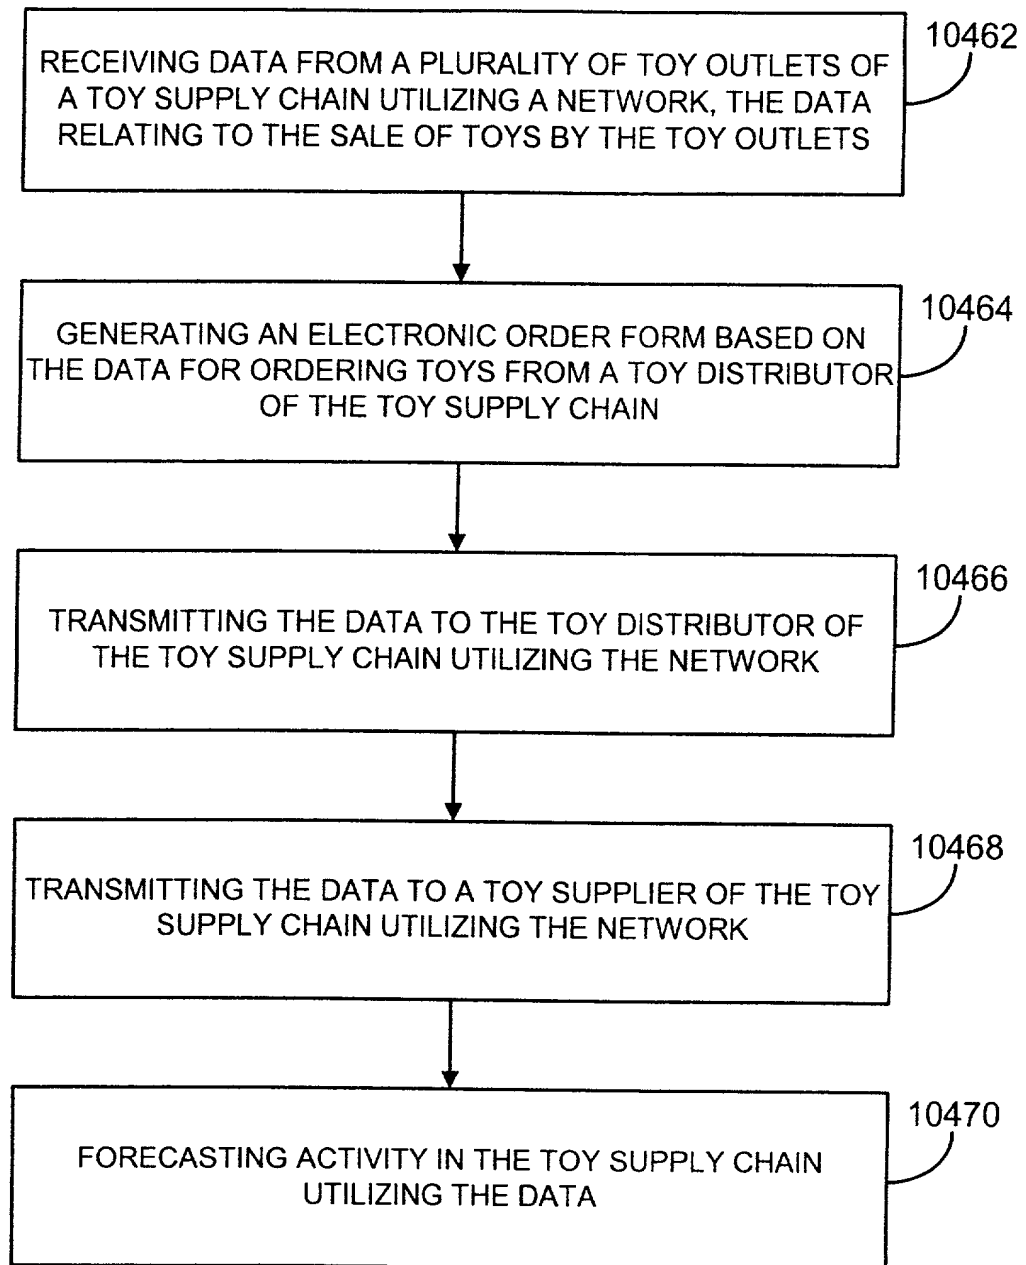 10462
RECEIVING DATA FROM A PLURALITY OF TOY OUTLETS OF
A TOY SUPPLY CHAIN UTILIZING A NETWORK, THE DATA
RELATING TO THE SALE OF TOYS BY THE TOY OUTLETS
10464
GENERATING AN ELECTRONIC ORDER FORM BASED ON
THE DATA FOR ORDERING TOYS FROM A TOY DISTRIBUTOR
OF THE TOY SUPPLY CHAIN
10466
TRANSMITTING THE DATA TO THE TOY DISTRIBUTOR OF
THE TOY SUPPLY CHAIN UTILIZING THE NETWORK
10468
TRANSMITTING THE DATA TO A TOY SUPPLIER OF THE TOY
SUPPLY CHAIN UTILIZING THE NETWORK
10470
FORECASTING ACTIVITY IN THE TOY SUPPLY CHAIN
UTILIZING THE DATA